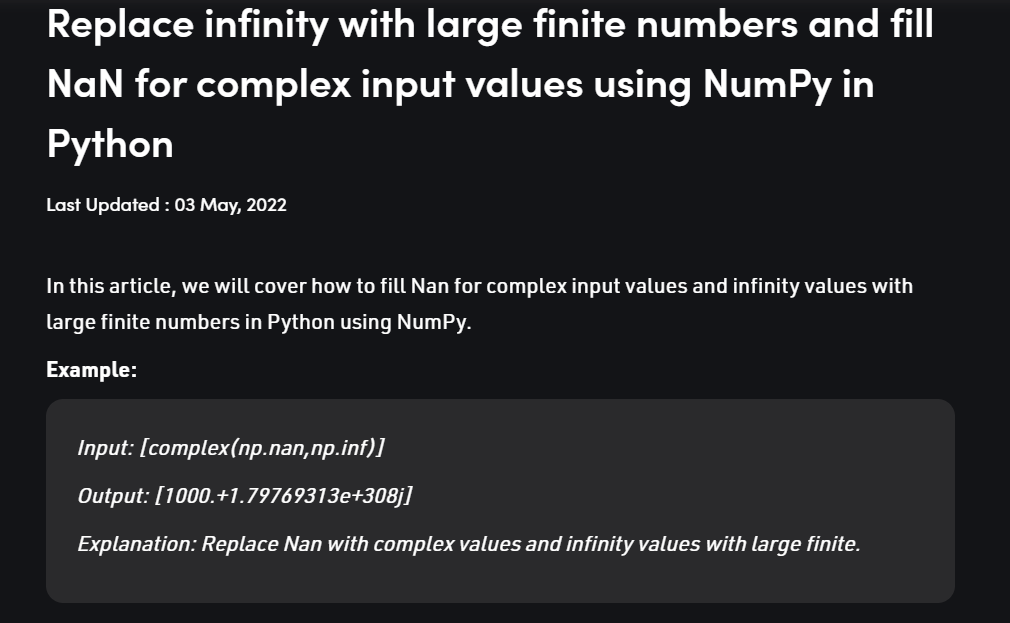 Replace infinity with large finite numbers and fill
NaN for complex input values using NumPy in
Python
Last Updated : 03 May, 2022
In this article, we will cover how to fill Nan for complex input values and infinity values with
large finite numbers in Python using NumPy.
Example:
Input: [complex(np.nan,np.inf)]
Output: [1000.+1.79769313e+308j]
Explanation: Replace Nan with complex values and infinity values with large finite.